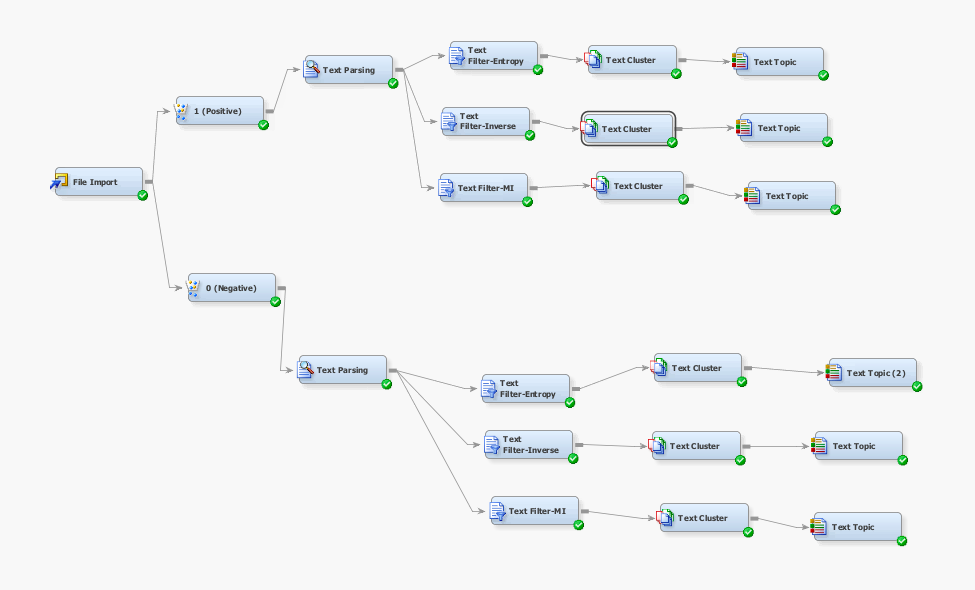 Text
Filter-Entropy
Text Cluster
Text Topic
Text Parsing
1 (Positive)
Text
Filter-Inverse
Text Cluster
Text Topic
File Import
Text Filter-MI
Text Cluster
Text Topic
0 (Negative)
Text Parsing
Text
Filter-Entropy
Text Cluster
Text Topic (2)
Text
Filter-Inverse
Text Cluster
Text Topic
Text Filter-MI
Text Cluster
Text Topic